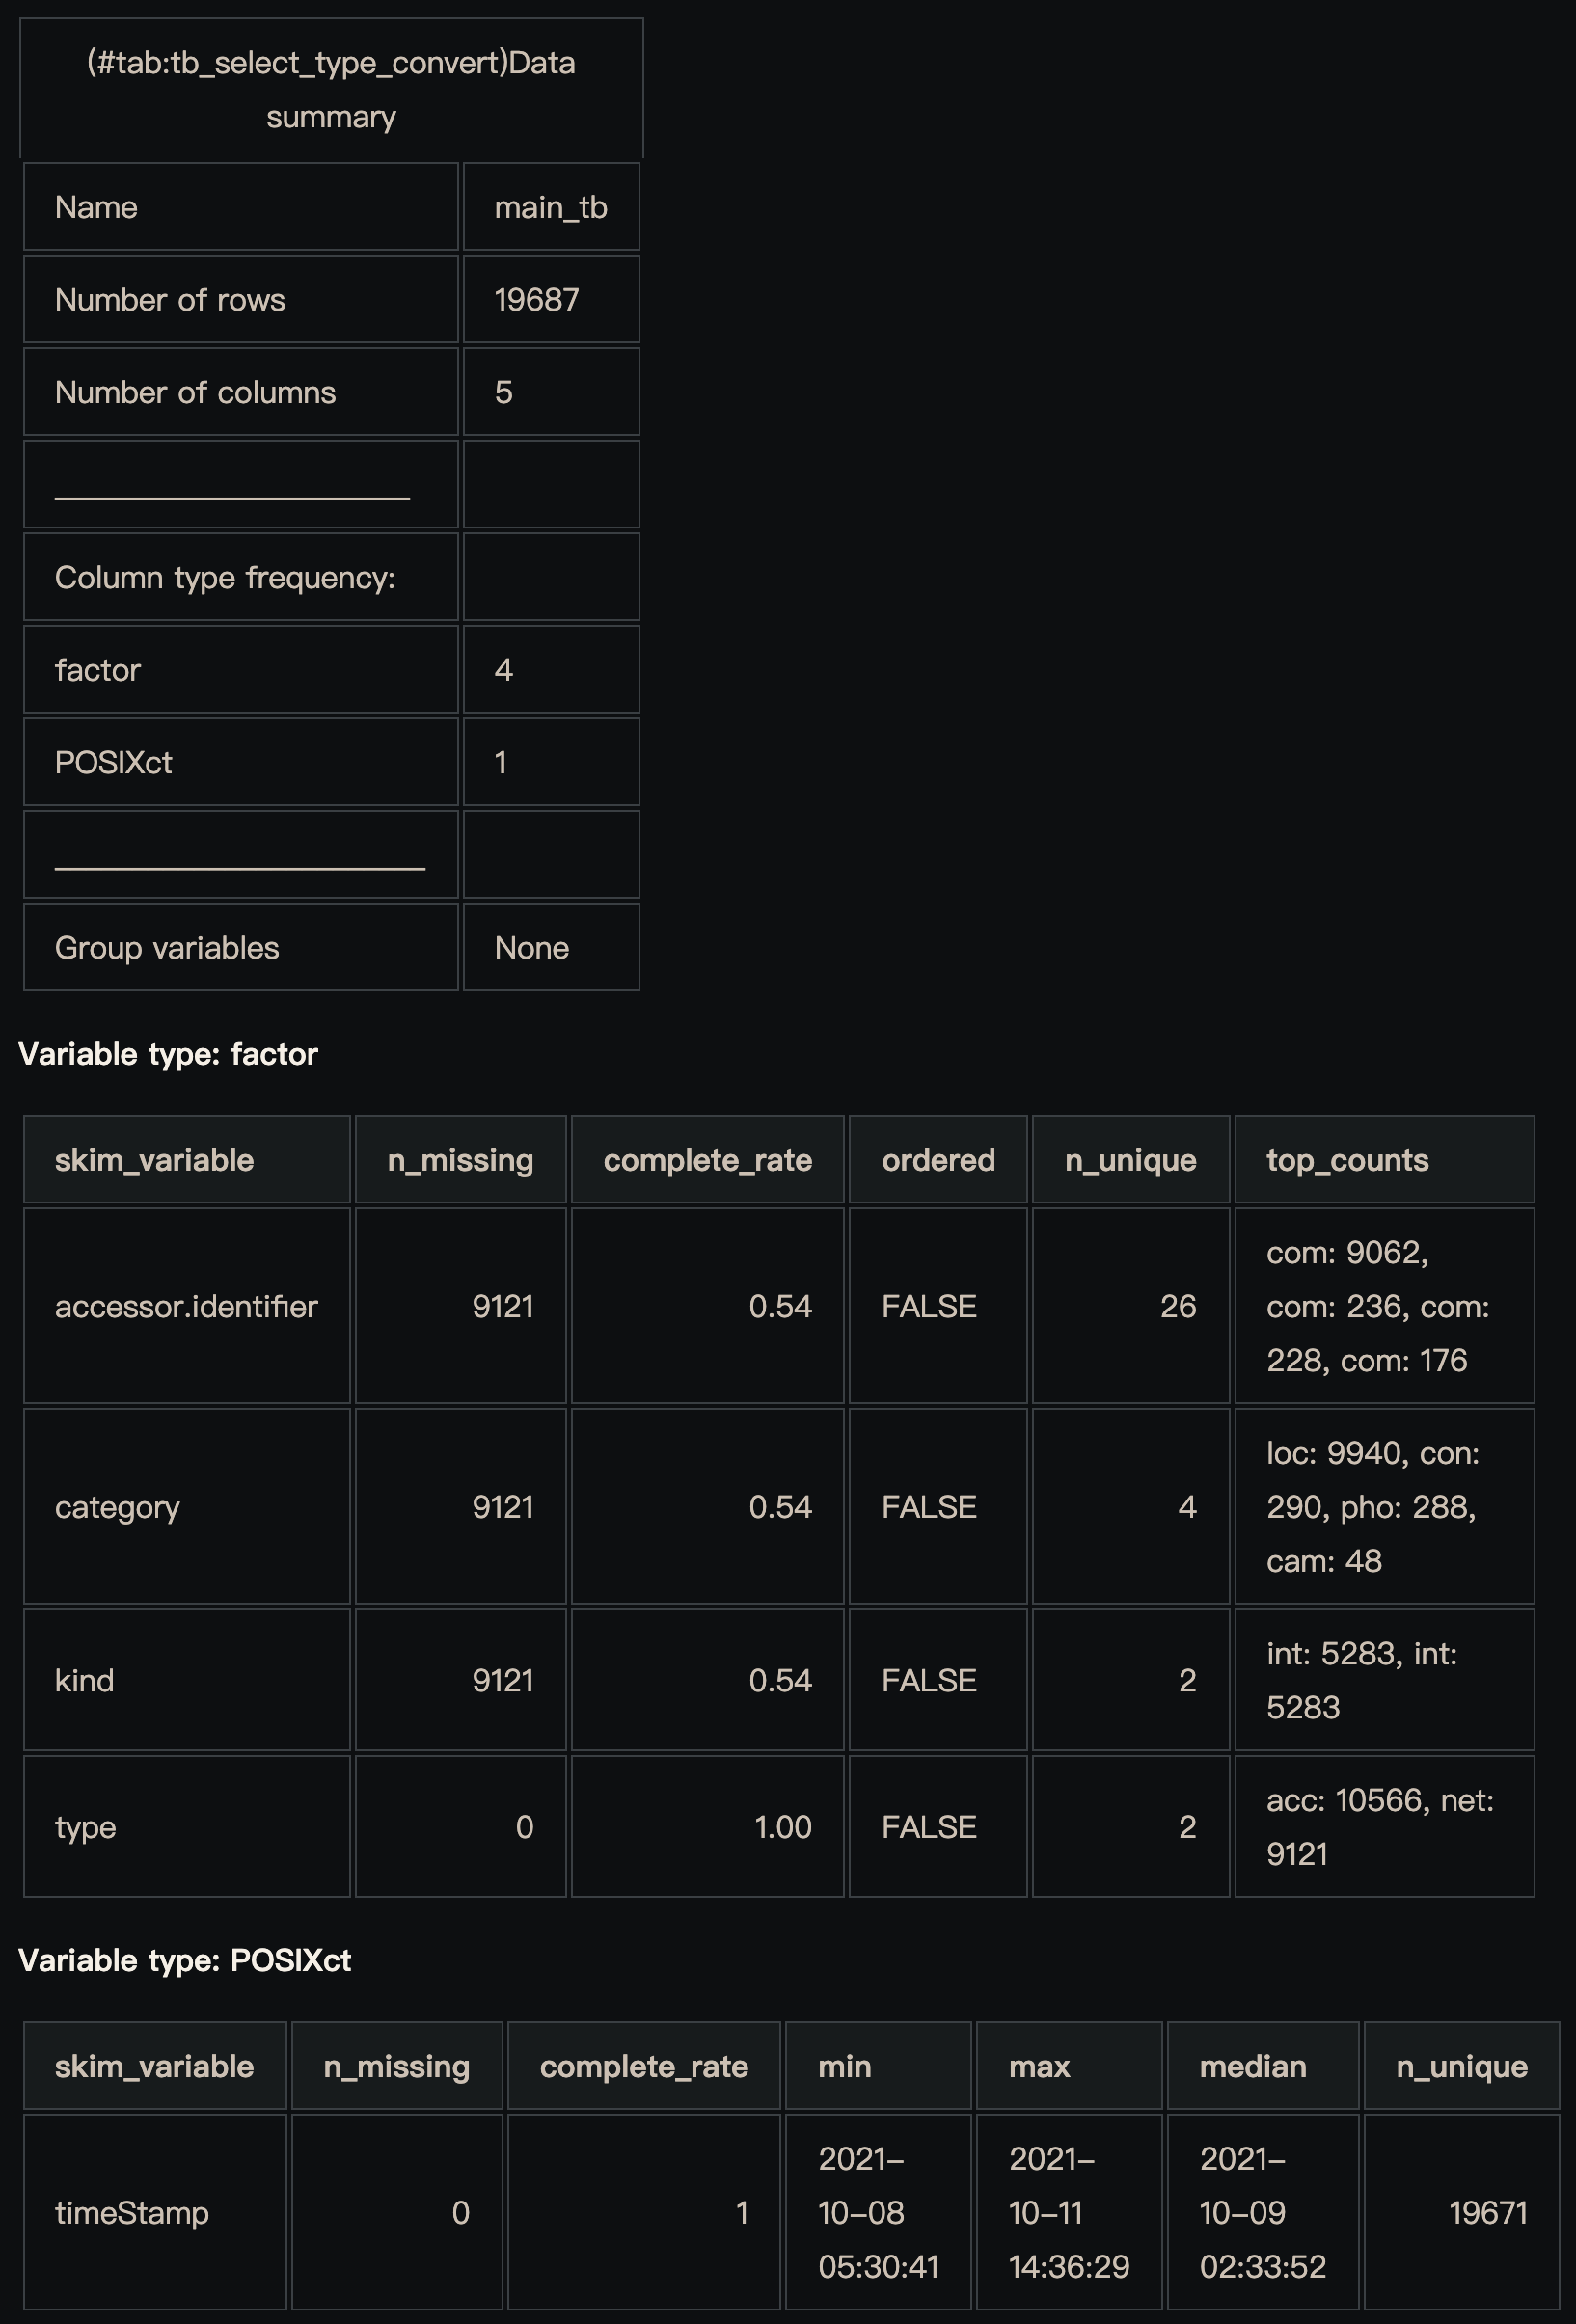 (#tab:tb_select_type_convert)Data
summary
Name main_tb
Number of rows 19687
Number of columns 5
_______________________
Column type frequency:
factor 4
POSIXct 1
________________________
Group variables None
Variable type: factor
skim_variable n_missing complete_rate ordered n_unique top_counts
accessor.identifier 9121 0.54 FALSE 26 com: 9062,
com: 236, com:
228, com: 176
category 9121 0.54 FALSE 4 loc: 9940, con:
290, pho: 288,
cam: 48
kind 9121 0.54 FALSE 2 int: 5283, int:
5283
type 0 1.00 FALSE 2 acc: 10566, net:
9121
Variable type: POSIXct
skim_variable n_missing complete_rate min max median n_unique
timeStamp 0 1 2021–
10–08
05:30:41 2021–
10–11
14:36:29 2021–
10–09
02:33:52 19671